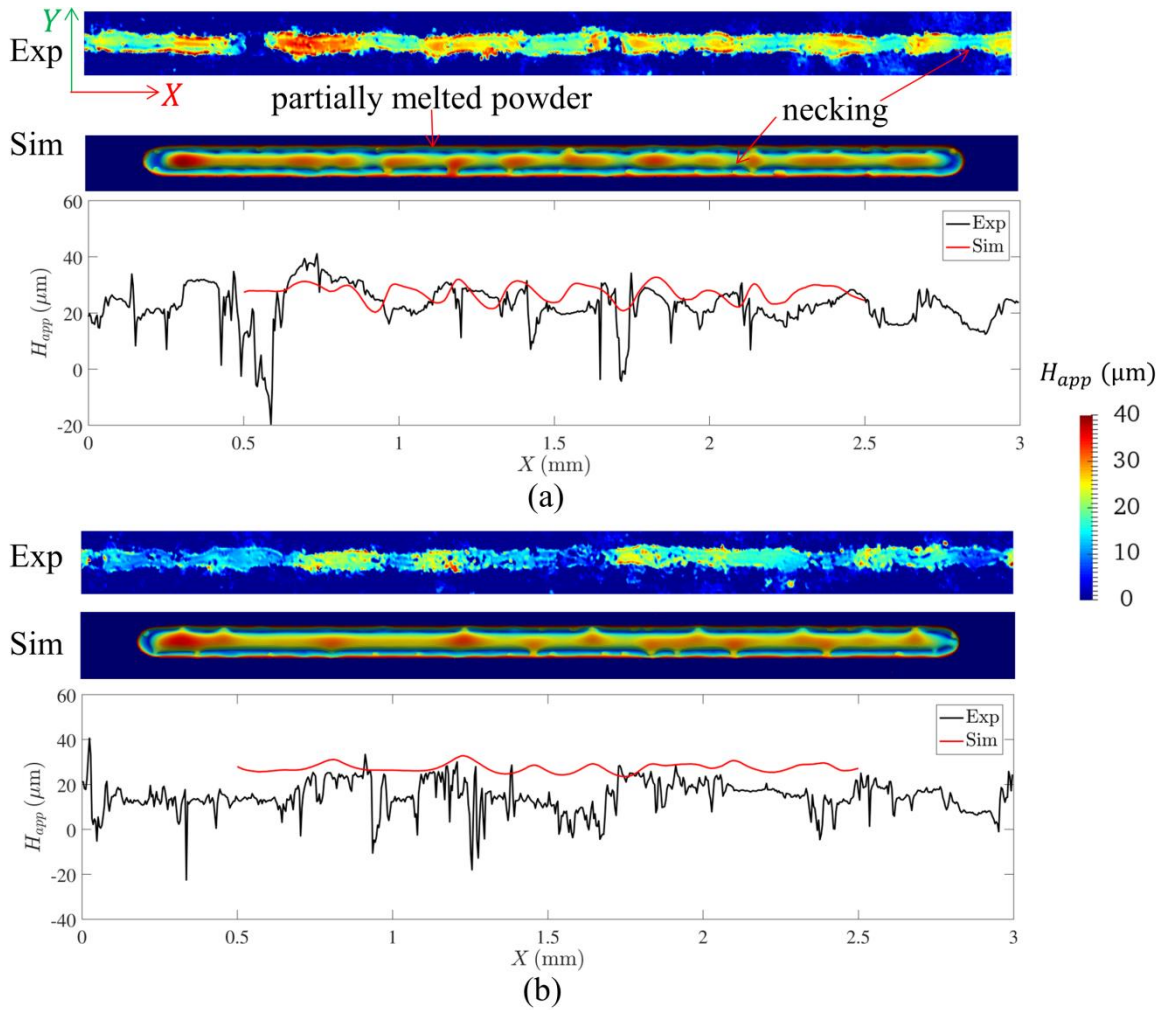 Y
Exp
X
partially melted powder
necking
Sim
60
Exp
Sim
40
20
0
-20
H_app (μm)
0 0.5 1 1.5 2 2.5 3
X (mm)
(a)
H_app (μm)
40
30
20
10
0
Exp
Sim
60
Exp
Sim
40
20
0
-20
-40
H_app (μm)
0 0.5 1 1.5 2 2.5 3
X (mm)
(b)